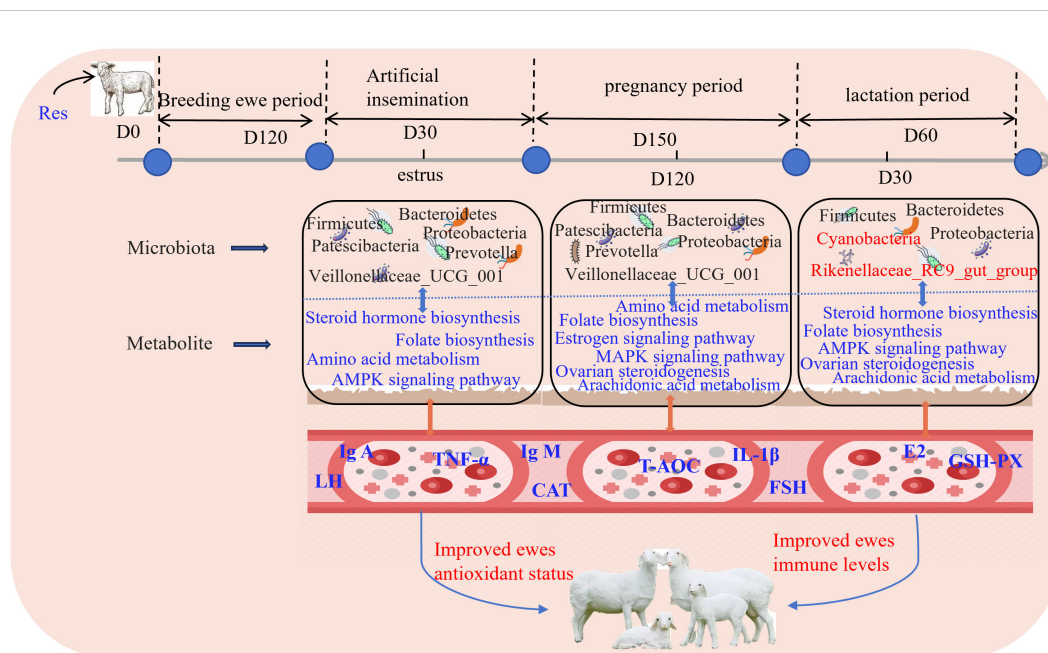 Res
Breeding ewe period
Artificial
insemination
pregnancy period
lactation period
D0
D120
D30
D150
D60
estrus
D120
D30
Microbiota
Firmicutes
Bacteroidetes
Patescibacteria
Proteobacteria
Prevotella
Veillonellaceae_UCG_001
Firmicutes
Bacteroidetes
Patescibacteria
Proteobacteria
Prevotella
Veillonellaceae_UCG_001
Firmicutes
Bacteroidetes
Proteobacteria
Cyanobacteria
Rikenellaceae_RC9_gut_group
Metabolite
Steroid hormone biosynthesis
Folate biosynthesis
Amino acid metabolism
AMPK signaling pathway
Amino acid metabolism
Folate biosynthesis
Estrogen signaling pathway
MAPK signaling pathway
Ovarian steroidogenesis
Arachidonic acid metabolism
Steroid hormone biosynthesis
Folate biosynthesis
AMPK signaling pathway
Ovarian steroidogenesis
Arachidonic acid metabolism
Ig A
TNF-α
Ig M
LH
CAT
T-AOC
IL-1β
FSH
E2
GSH-PX
Improved ewes
antioxidant status
Improved ewes
immune levels